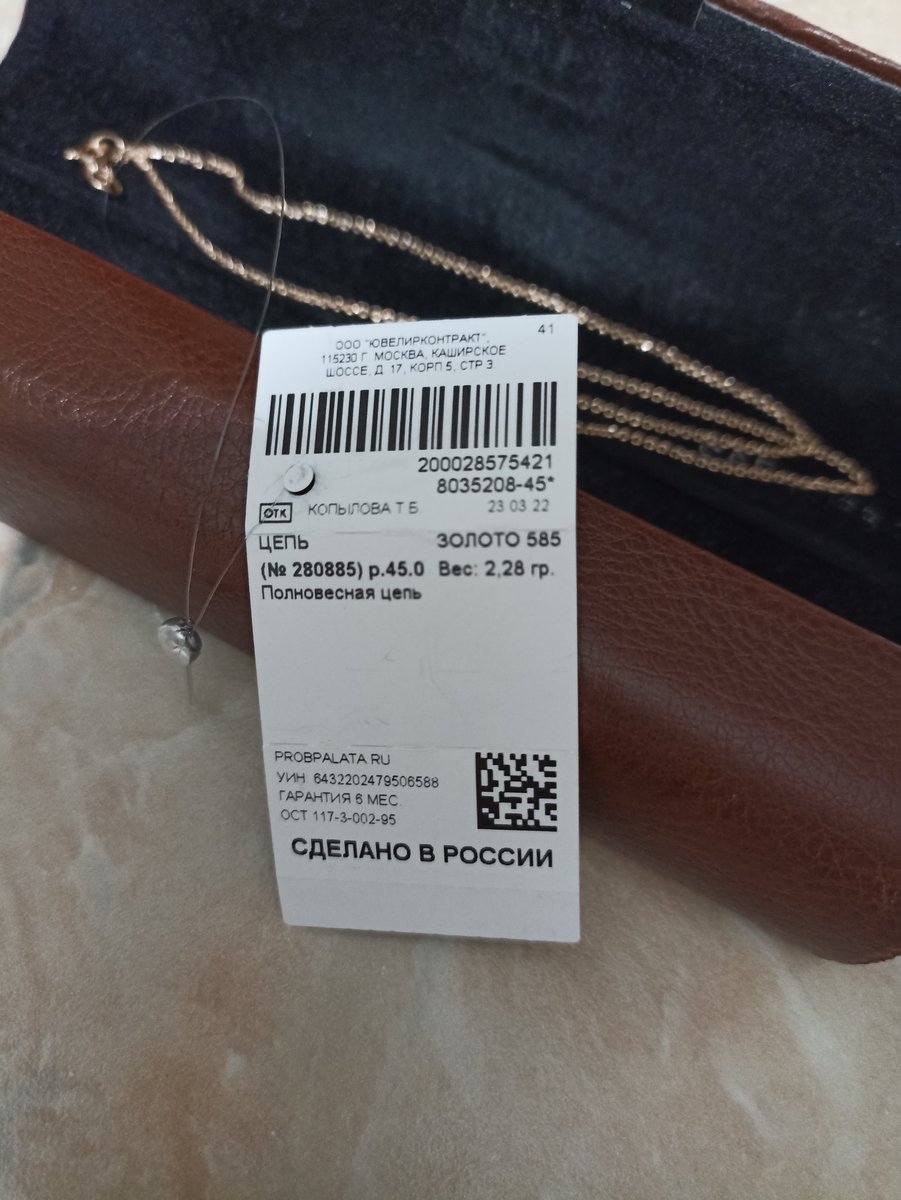 41
ООО "ЮВЕЛИРКОНТРАКТ",
115230 Г. МОСКВА, КАШИРСКОЕ
ШОССЕ, Д. 17, КОРП 5, СТР 3
200028575421
8035208-45*
ОТК КОПЫЛОВА Т Б 23 03 22
ЦЕПЬ ЗОЛОТО 585
(№ 280885) р.45.0 Вес: 2,28 гр.
Полновесная цепь
PROBPALATA.RU
УИН 6432202479506588
ГАРАНТИЯ 6 МЕС.
ОСТ 117-3-002-95
СДЕЛАНО В РОССИИ